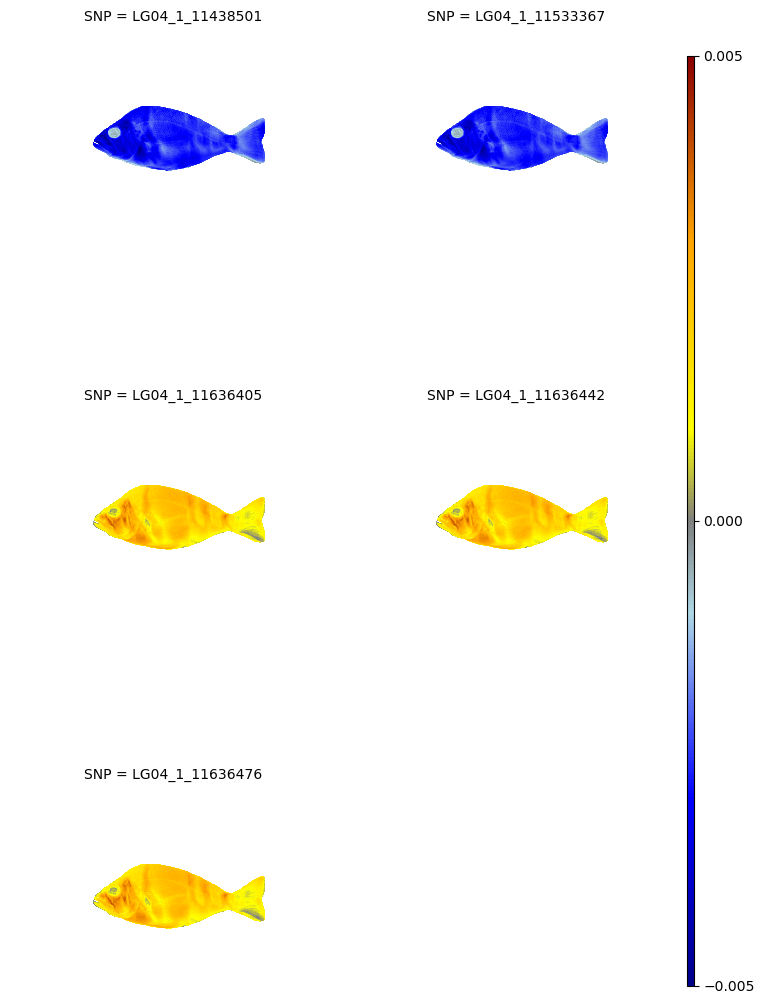 SNP = LG04_1_11438501
SNP = LG04_1_11533367
0.005
SNP = LG04_1_11636405
SNP = LG04_1_11636442
0.000
SNP = LG04_1_11636476
−0.005